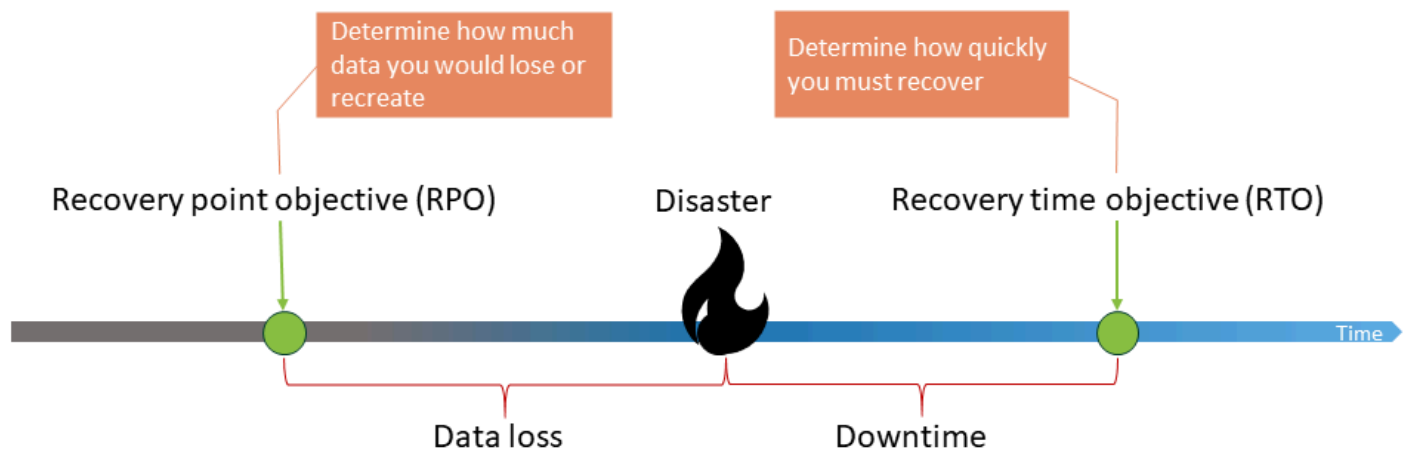 Determine how much
data you would lose or
recreate
Determine how quickly
you must recover
Recovery point objective (RPO)
Disaster
Recovery time objective (RTO)
Time
Data loss
Downtime